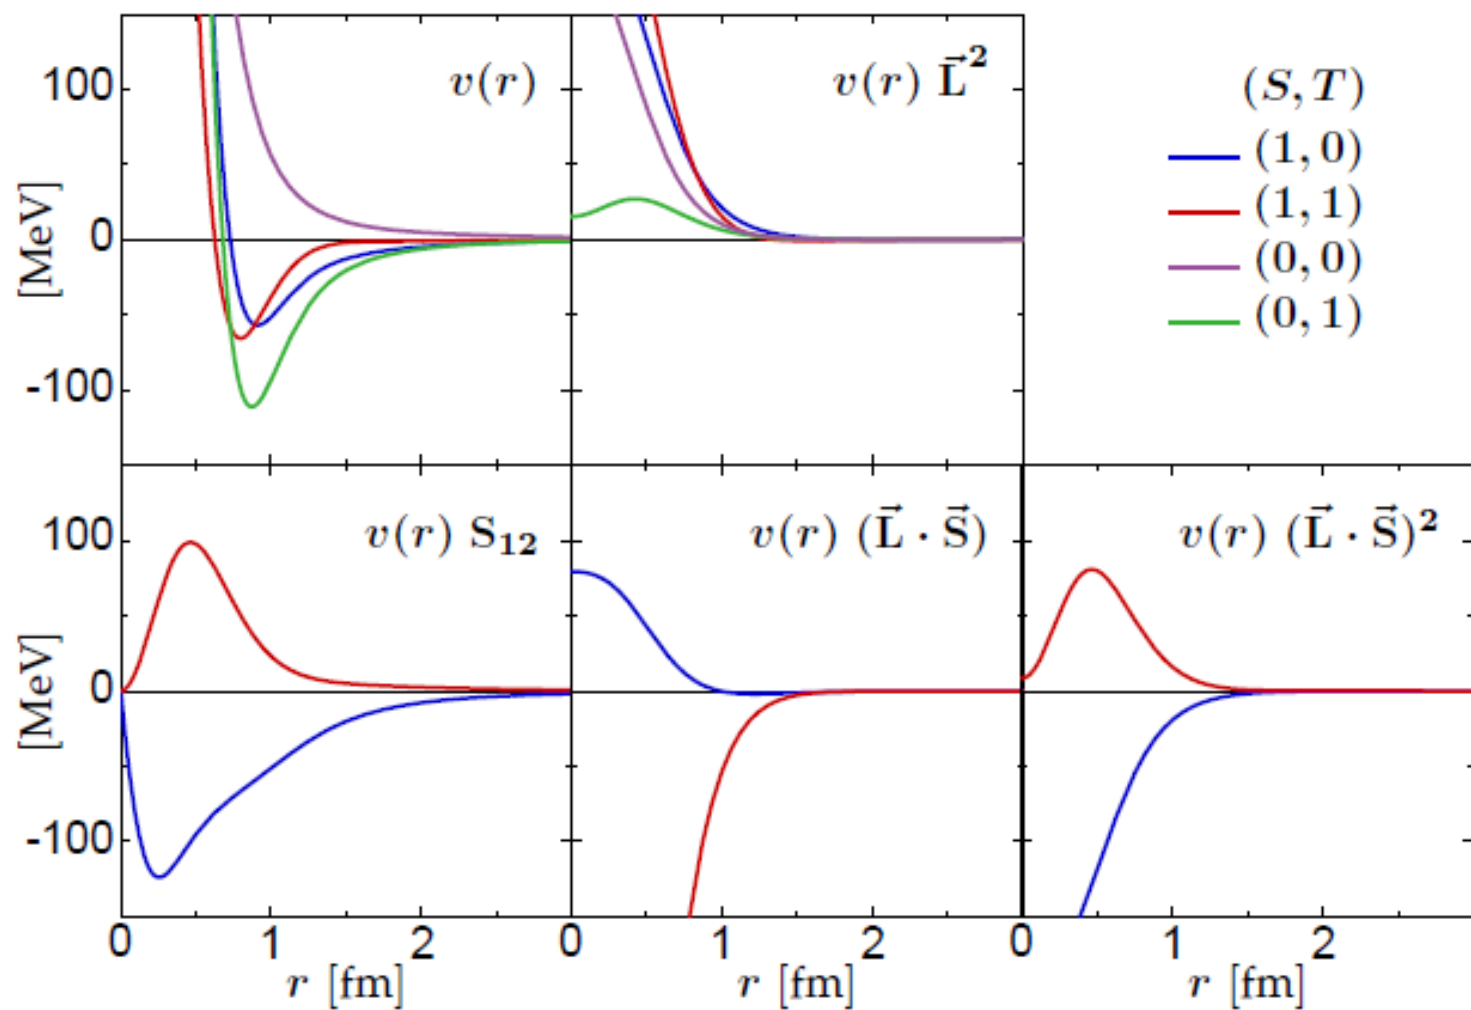 v(r)
v(r) L⃗²
(S, T)
(1, 0)
(1, 1)
(0, 0)
(0, 1)
100
0
-100
[MeV]
v(r) S₁₂
v(r) (L⃗ · S⃗)
v(r) (L⃗ · S⃗)²
100
0
-100
[MeV]
0 1 2 0 1 2 0 1 2
r [fm] r [fm] r [fm]